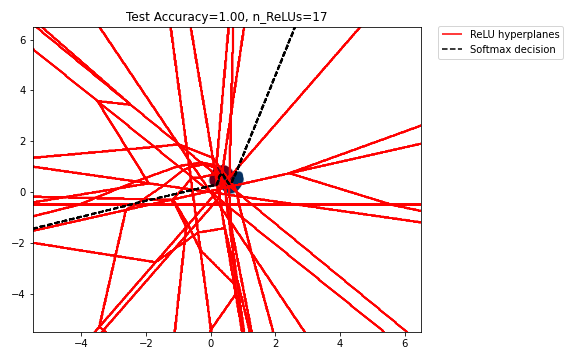 Test Accuracy=1.00, n_ReLUs=17
ReLU hyperplanes
Softmax decision
6
4
2
0
−2
−4
−4 −2 0 2 4 6